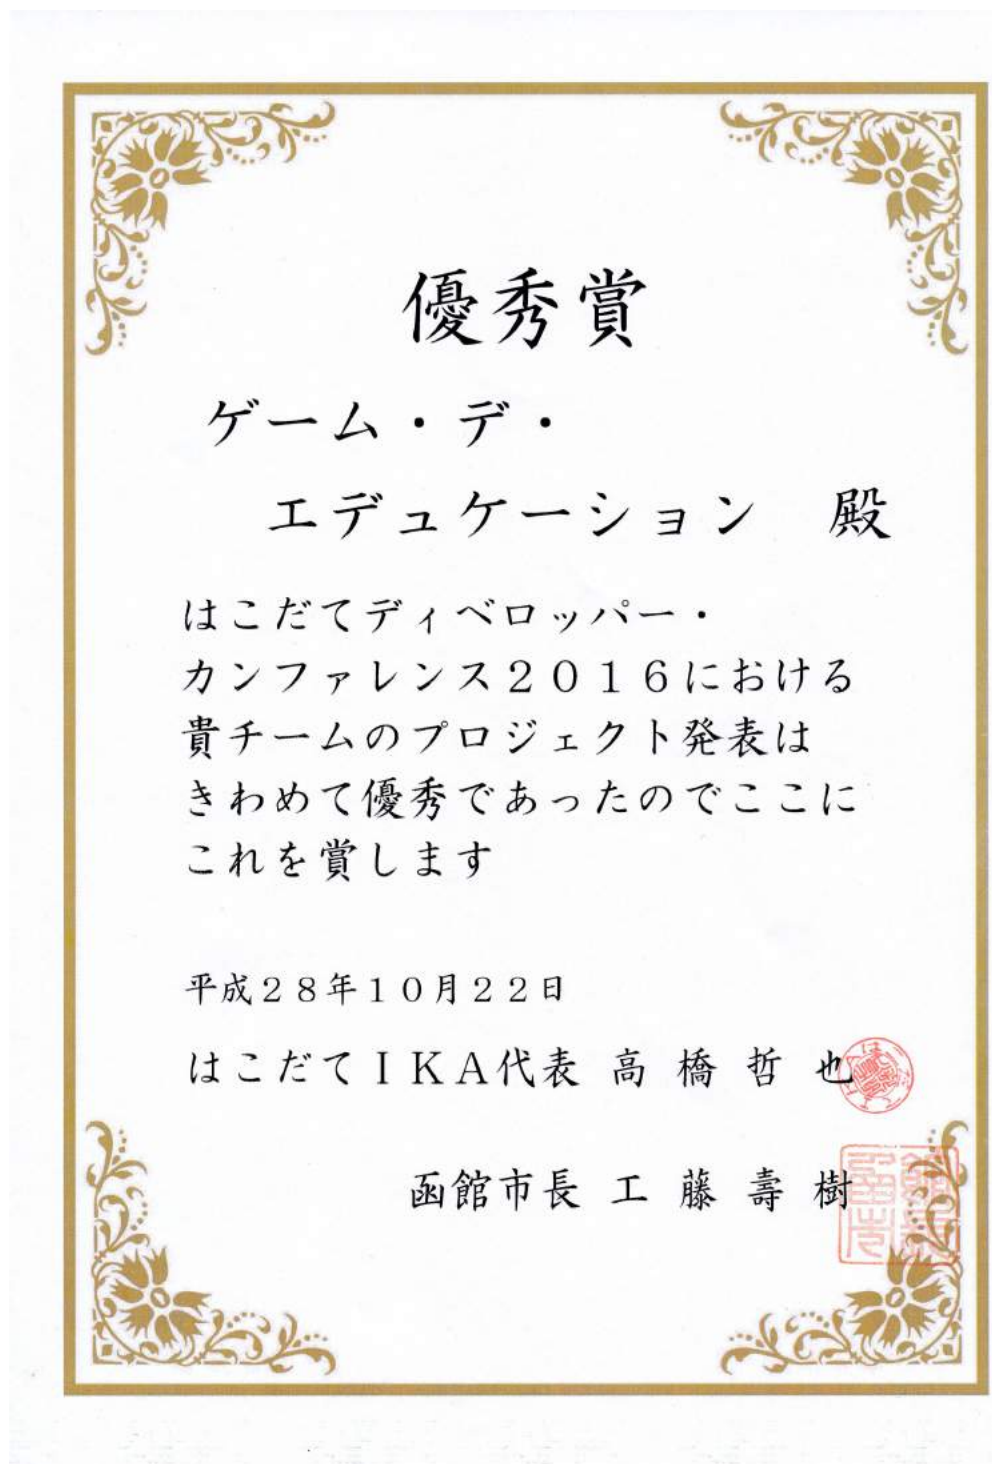 優秀賞
ゲーム・デ・
エデュケーション 殿
はこだてディベロッパー・
カンファレンス2016における
貴チームのプロジェクト発表は
きわめて優秀であったのでここに
これを賞します
平成28年10月22日
はこだてIKA代表 高橋哲也
函館市長 工藤壽樹